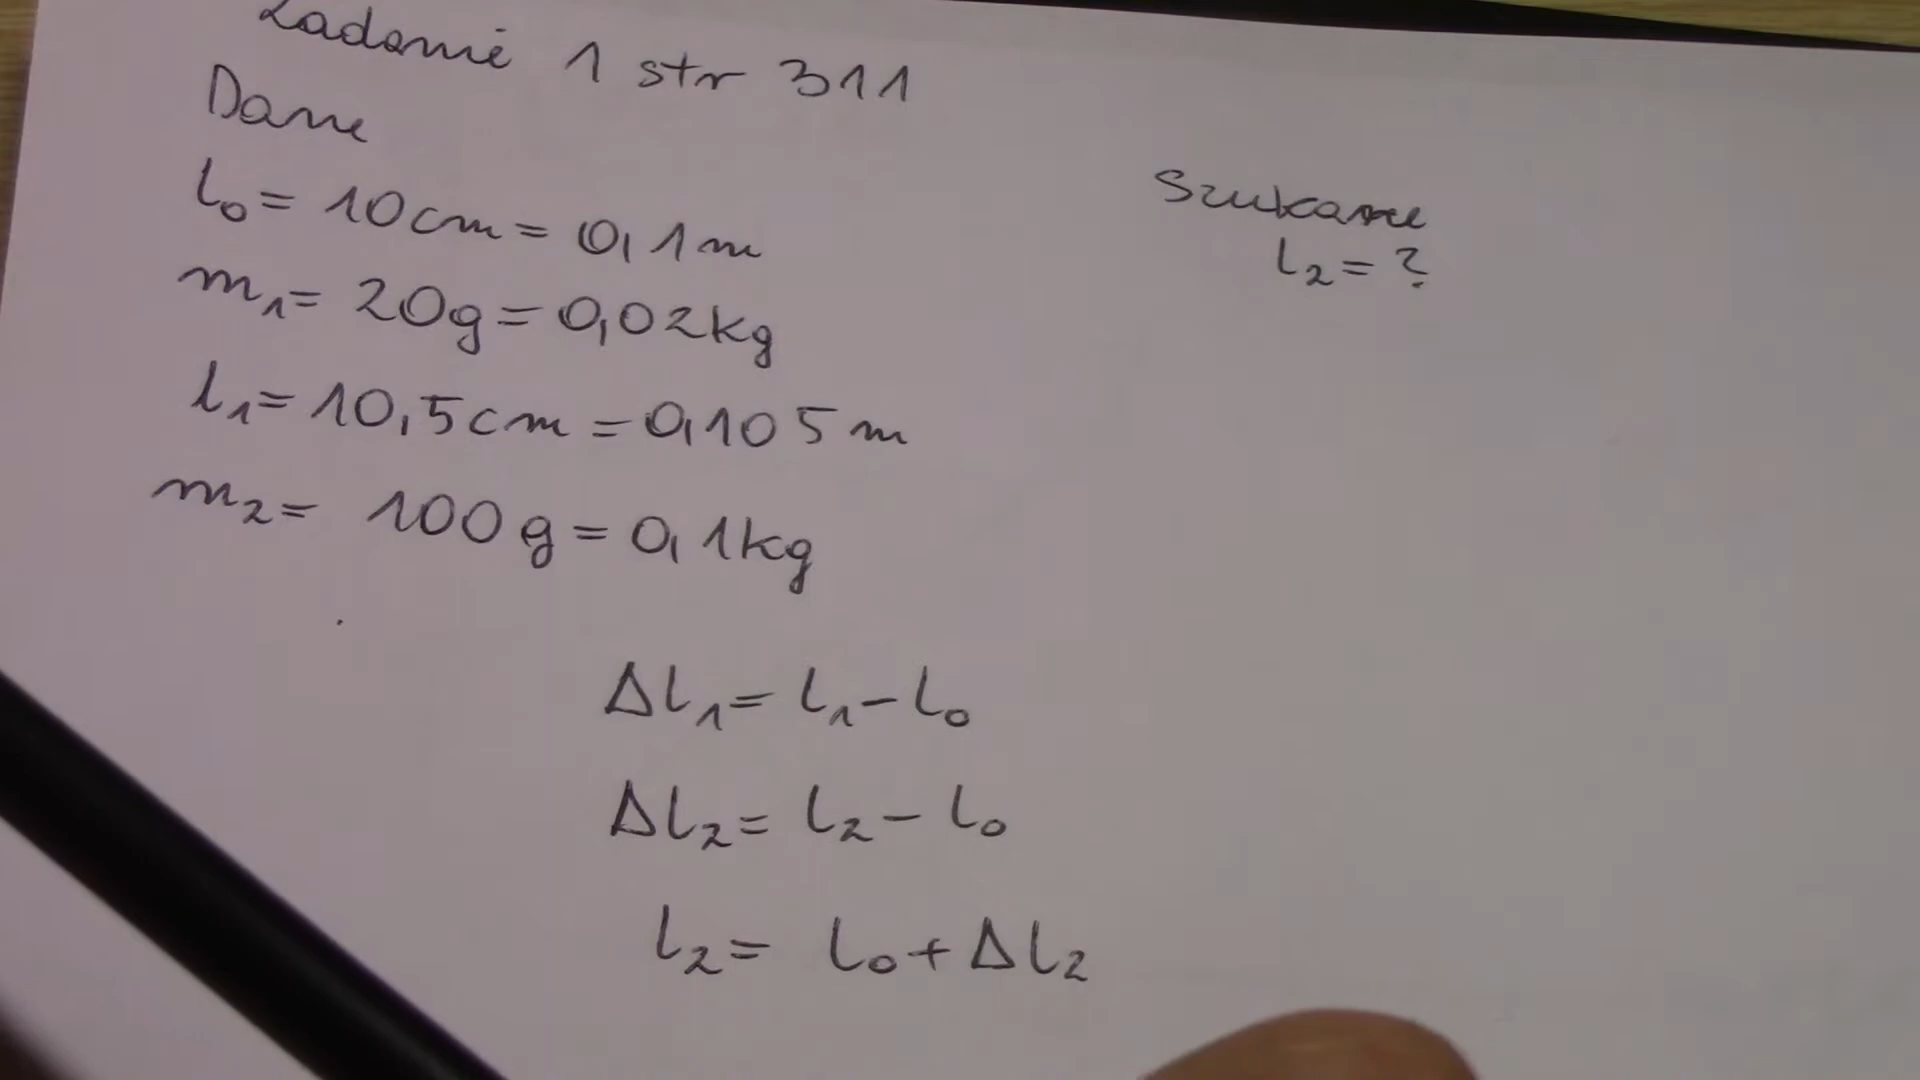 Zadanie 1 str 311
Dane
l₀ = 10cm = 0,1m
m₁ = 20g = 0,02kg
l₁ = 10,5cm = 0,105m
m₂ = 100g = 0,1kg
Szukane
l₂ = ?
Δl₁ = l₁ - l₀
Δl₂ = l₂ - l₀
l₂ = l₀ + Δl₂